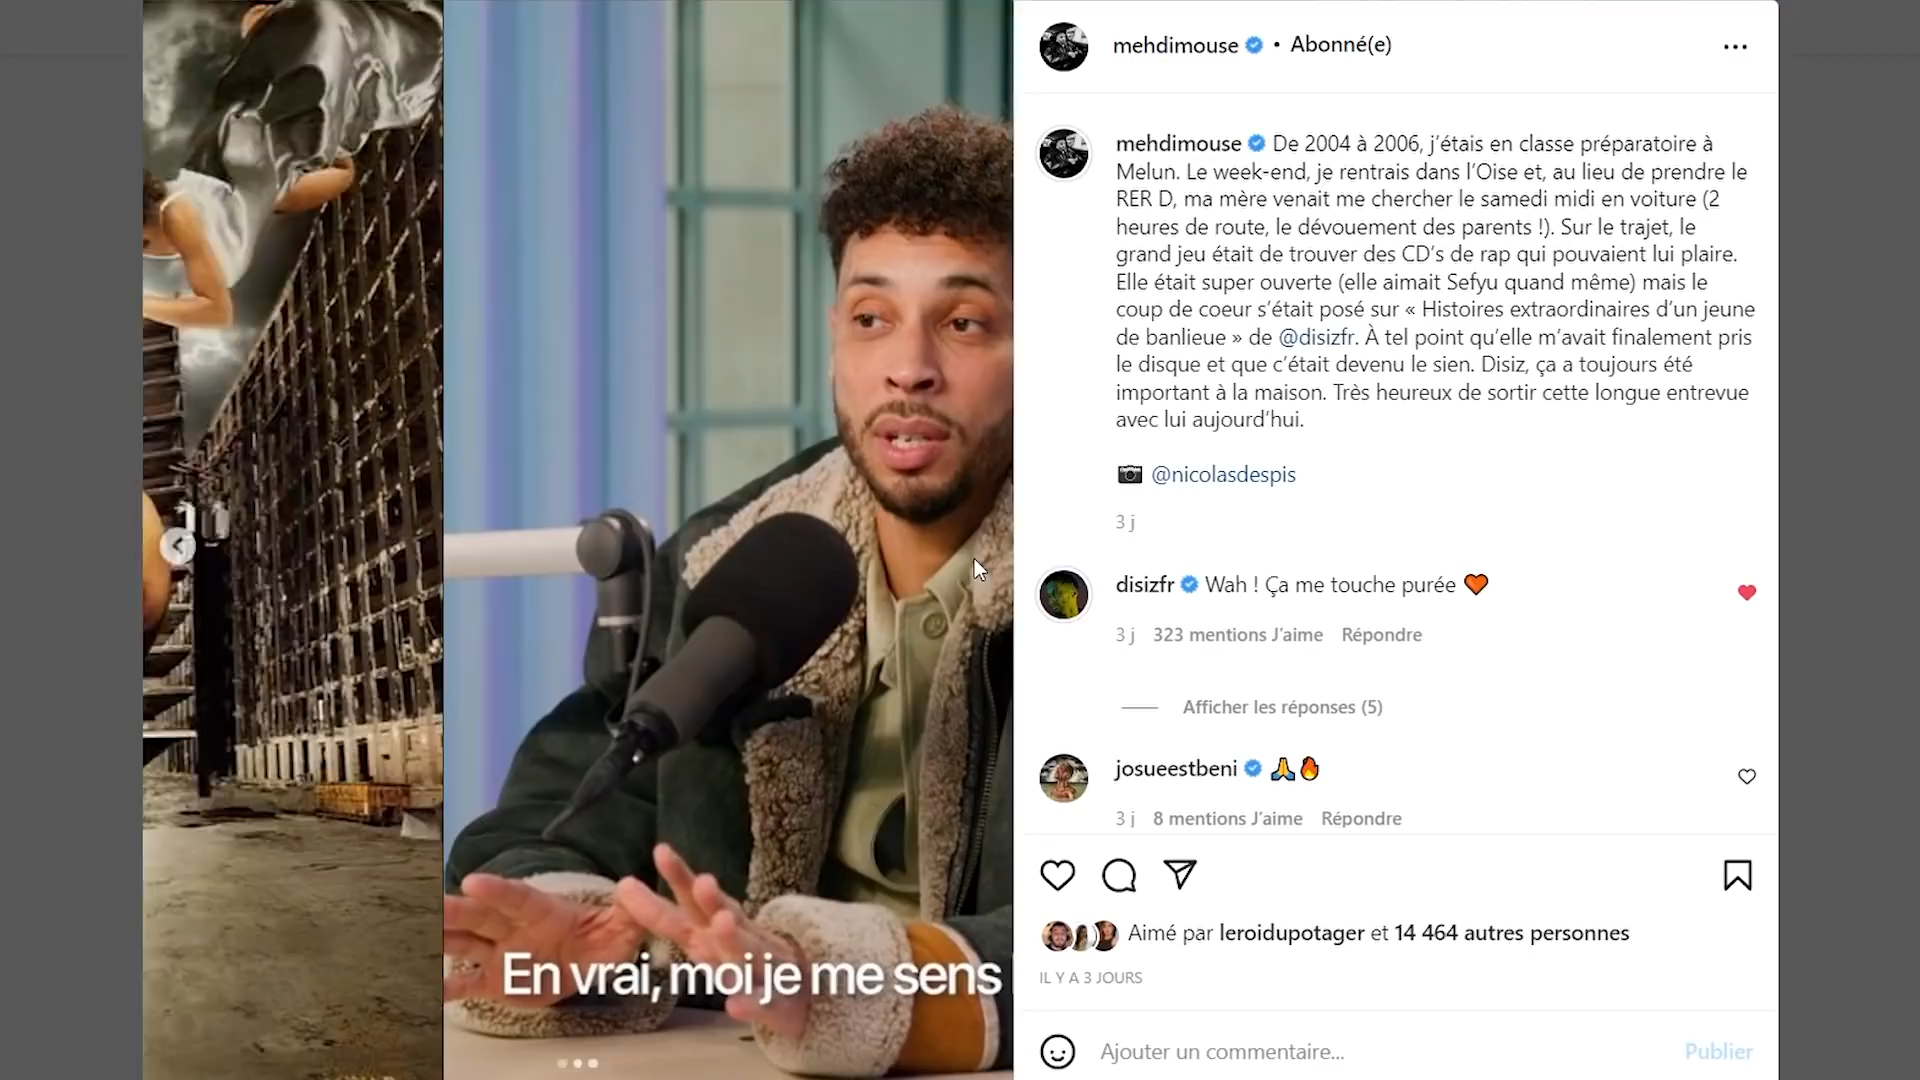 En vrai, moi je me sens
mehdimouse • Abonné(e)
mehdimouse De 2004 à 2006, j’étais en classe préparatoire à
Melun. Le week-end, je rentrais dans l’Oise et, au lieu de prendre le
RER D, ma mère venait me chercher le samedi midi en voiture (2
heures de route, le dévouement des parents !). Sur le trajet, le
grand jeu était de trouver des CD’s de rap qui pouvaient lui plaire.
Elle était super ouverte (elle aimait Sefyu quand même) mais le
coup de coeur s’était posé sur « Histoires extraordinaires d’un jeune
de banlieue » de @disizfr. À tel point qu’elle m’avait finalement pris
le disque et que c’était devenu le sien. Disiz, ça a toujours été
important à la maison. Très heureux de sortir cette longue entrevue
avec lui aujourd’hui.
📷 @nicolasdespis
3 j
disizfr Wah ! Ça me touche purée 🧡
3 j 323 mentions J’aime Répondre
Afficher les réponses (5)
josueestbeni 🙏🔥
3 j 8 mentions J’aime Répondre
Aimé par leroidupotager et 14 464 autres personnes
IL Y A 3 JOURS
Ajouter un commentaire... Publier